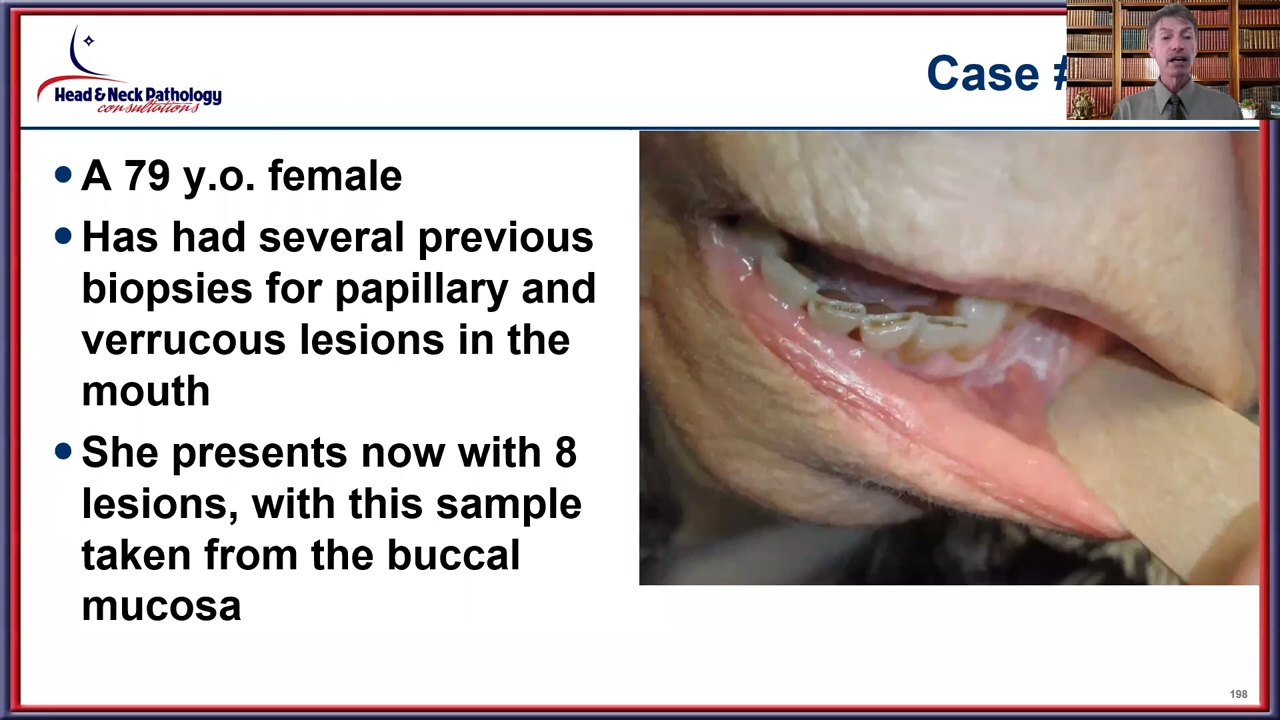 Head & Neck Pathology
consultations
Case #
A 79 y.o. female
Has had several previous
biopsies for papillary and
verrucous lesions in the
mouth
She presents now with 8
lesions, with this sample
taken from the buccal
mucosa
198